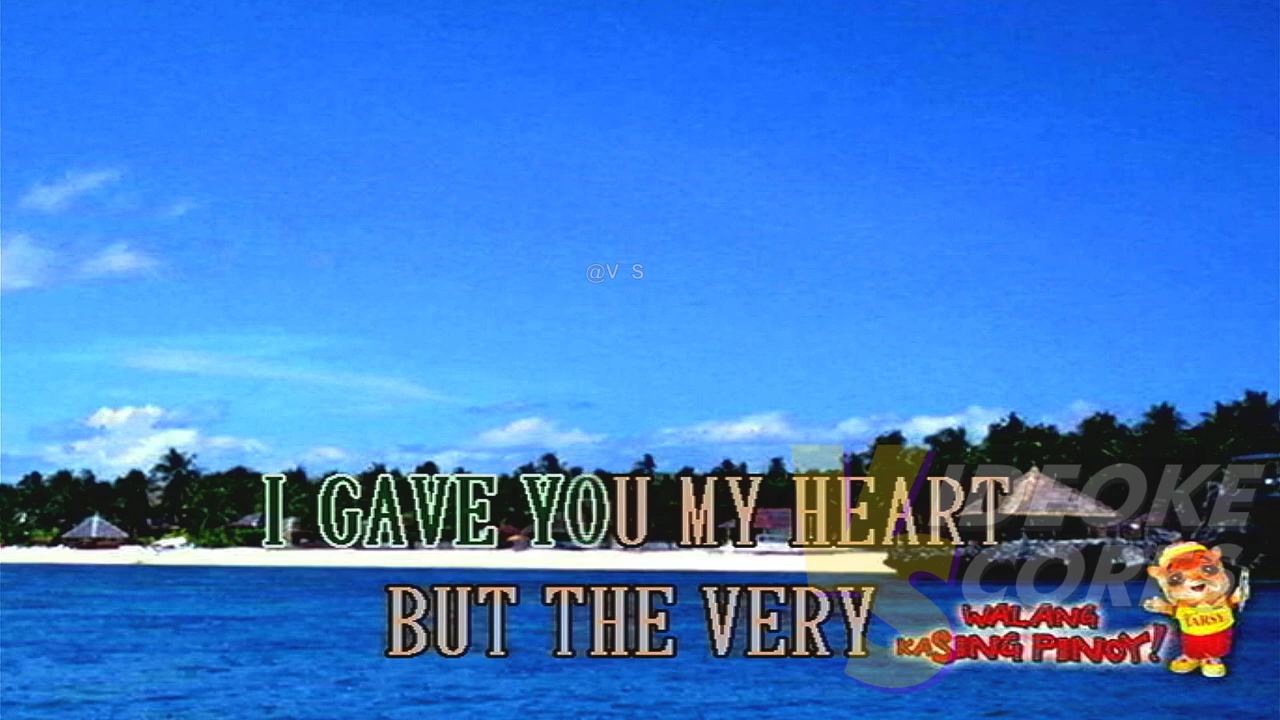 @V S
I GAVE YOU MY HEART
BUT THE VERY
VIDEOKE
SCORES
WALANG
KASING PINOY!
TARSY